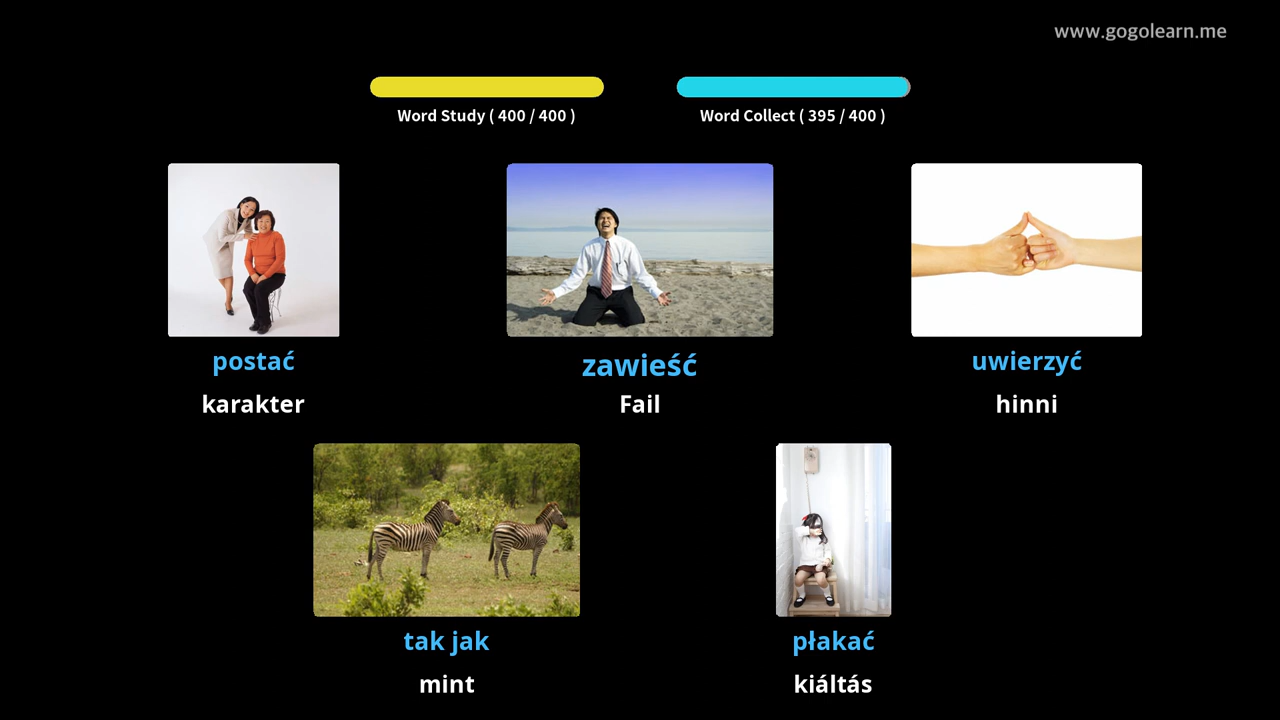 www.gogolearn.me
Word Study ( 400 / 400 )
Word Collect ( 395 / 400 )
postać
karakter
zawieść
Fail
uwierzyć
hinni
tak jak
mint
płakać
kiáltás